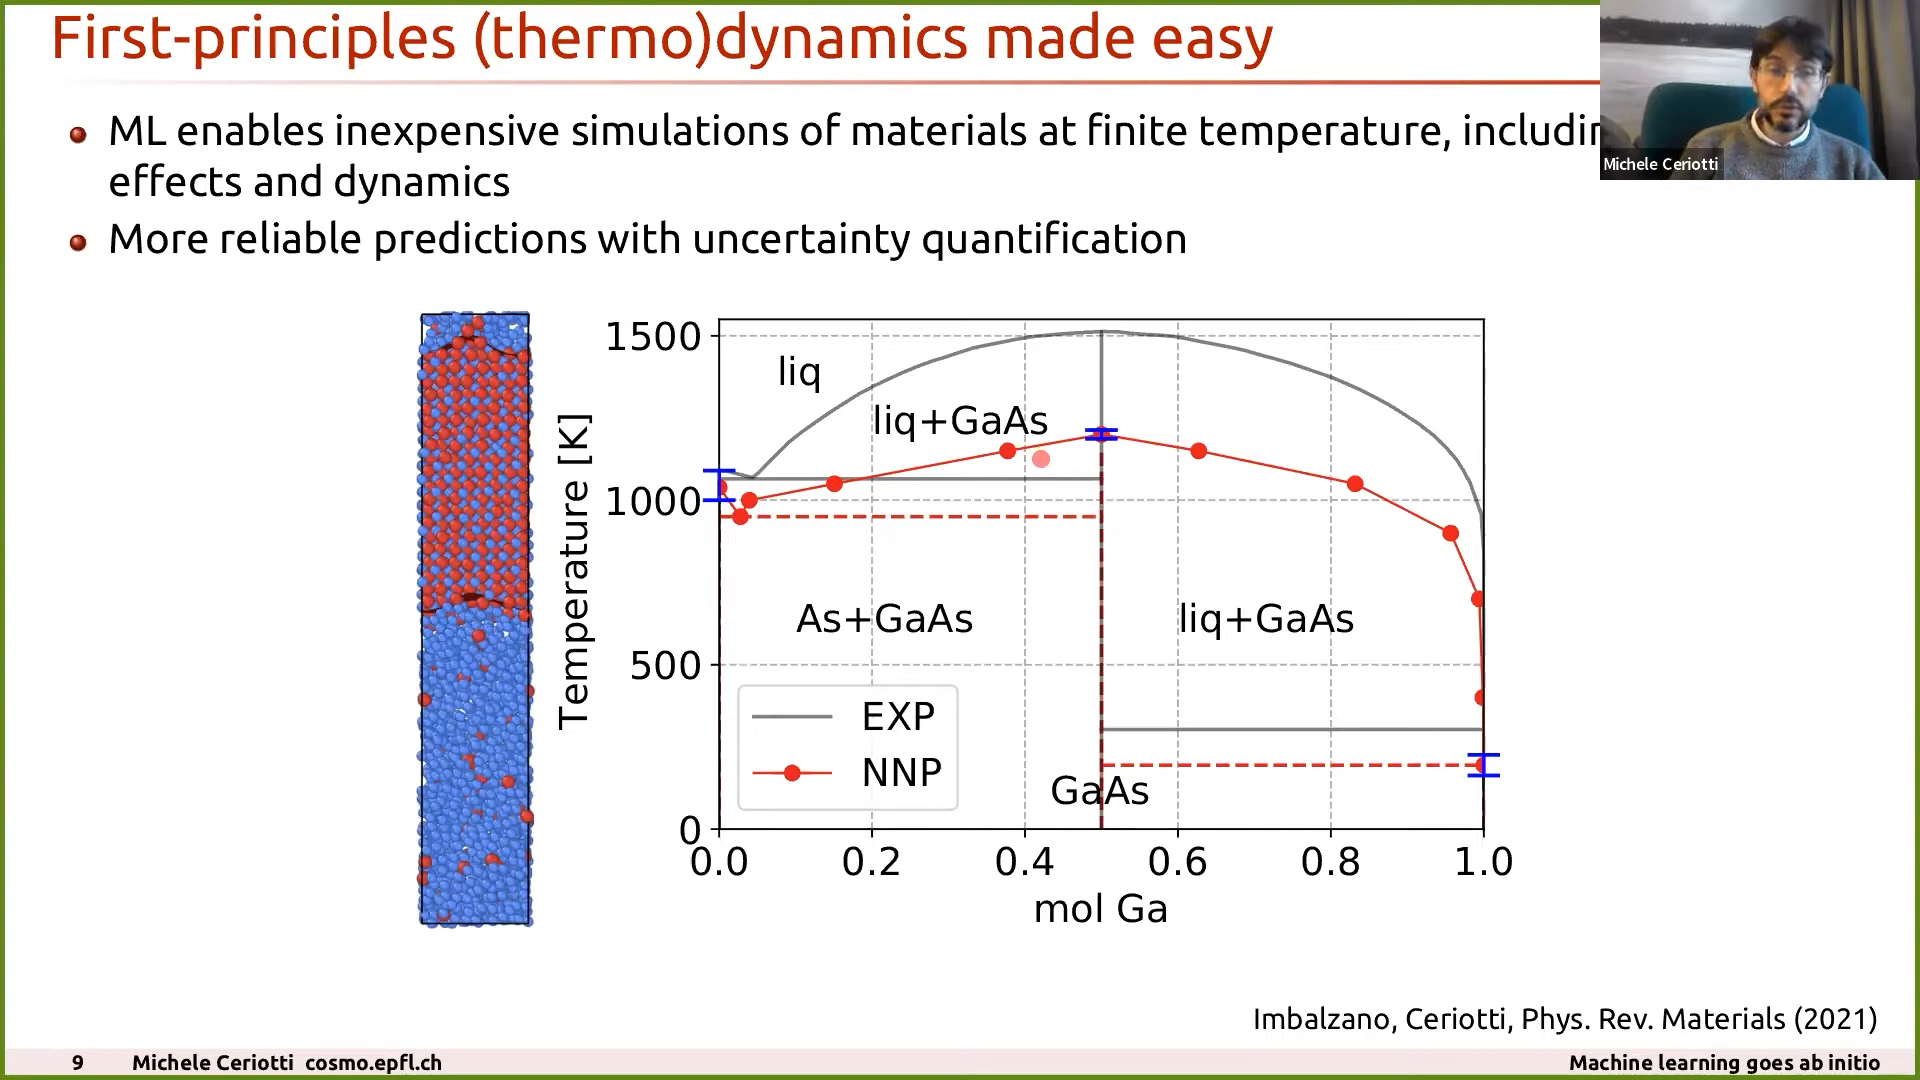 First-principles (thermo)dynamics made easy
ML enables inexpensive simulations of materials at finite temperature,
effects and dynamics
More reliable predictions with uncertainty quantification
Michele Ceriotti
1500
1000
500
0
Temperature [K]
liq
liq+GaAs
As+GaAs
liq+GaAs
GaAs
EXP
NNP
0.0 0.2 0.4 0.6 0.8 1.0
mol Ga
Imbalzano, Ceriotti, Phys. Rev. Materials (2021)
9 Michele Ceriotti cosmo.epfl.ch Machine learning goes ab initio